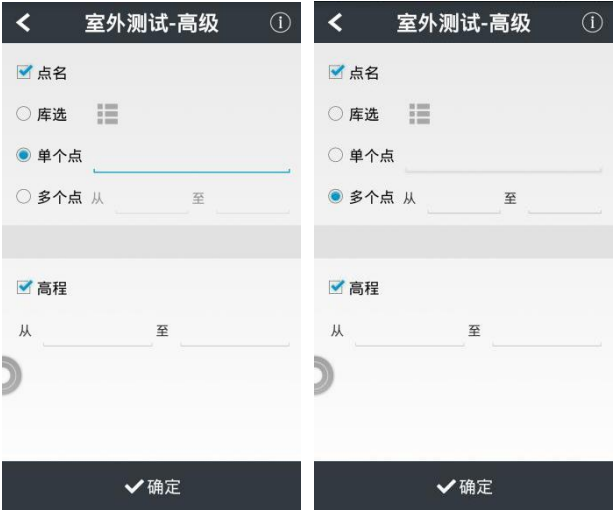 室外测试-高级
点名
库选
单个点
多个点 从 至
高程
从 至
确定
室外测试-高级
点名
库选
单个点
多个点 从 至
高程
从 至
确定